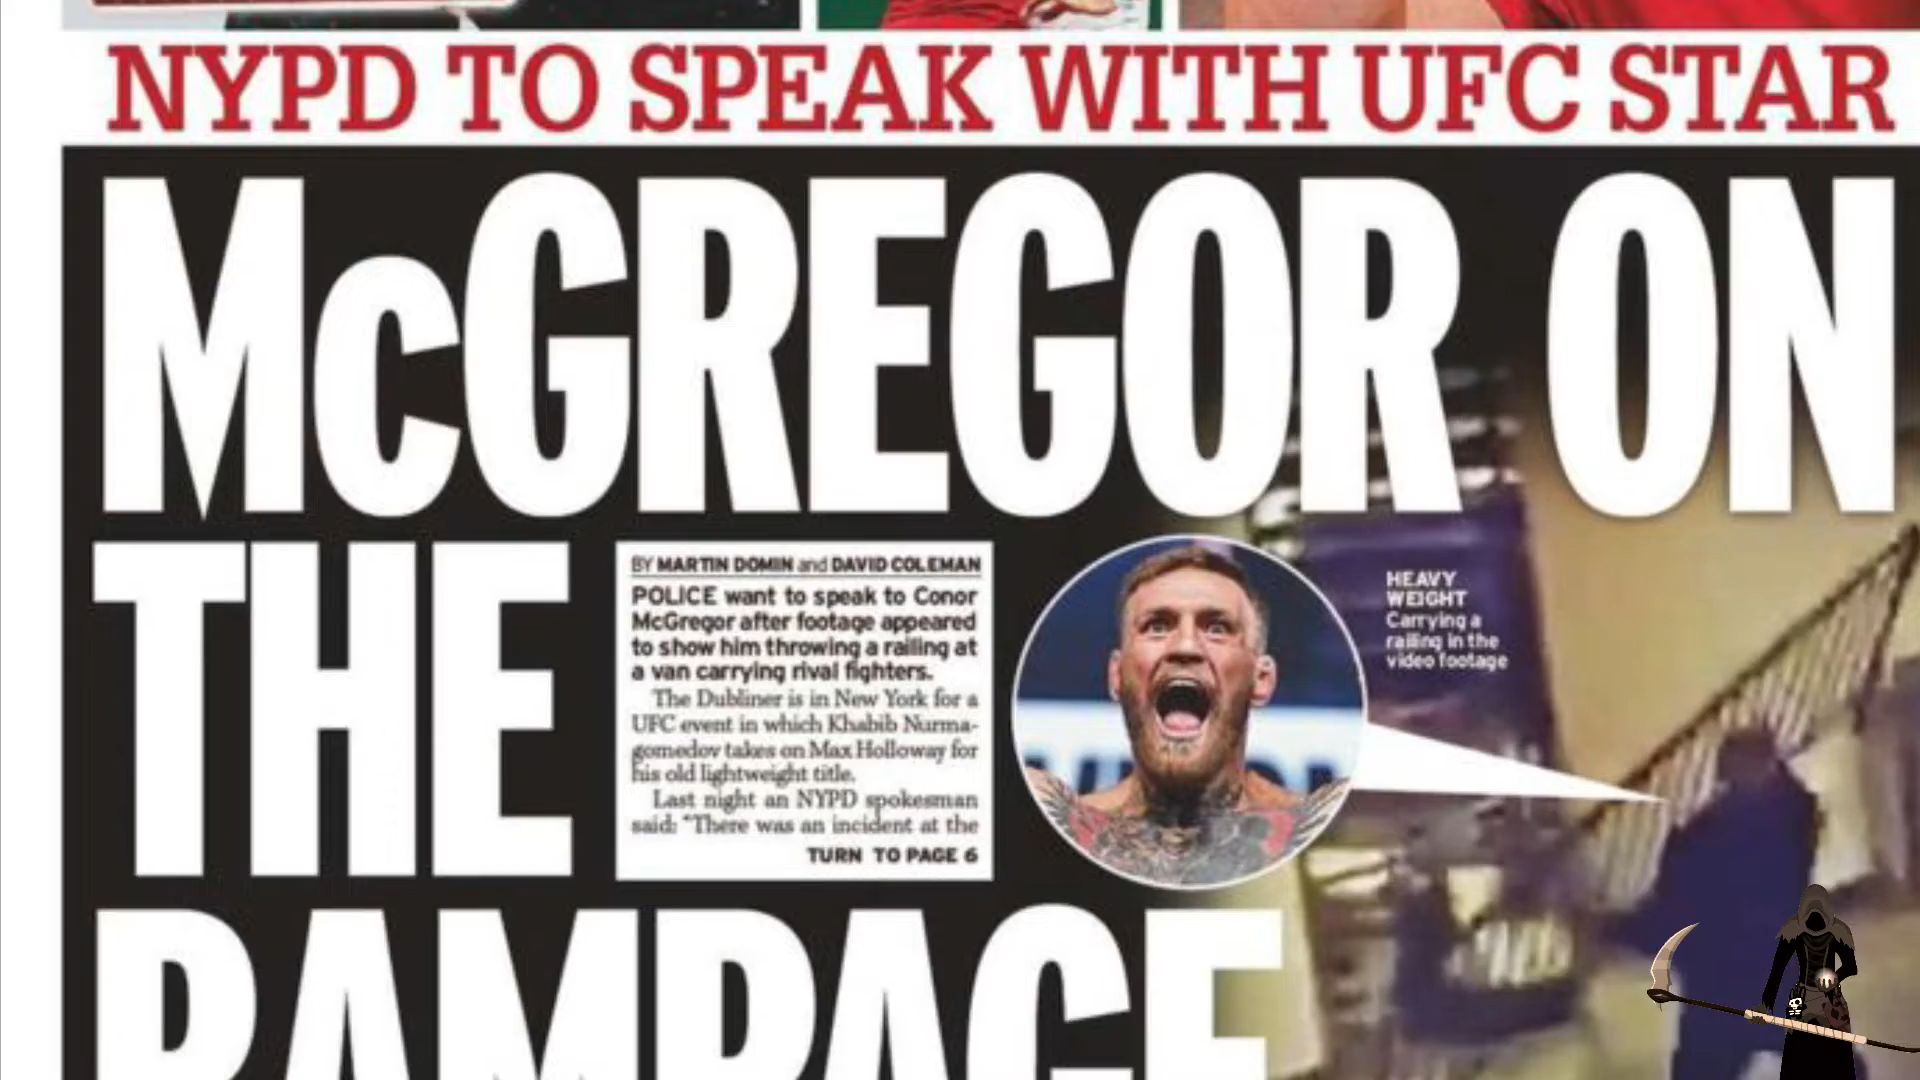 NYPD TO SPEAK WITH UFC STAR
McGREGOR ON
THE
RAMPAGE
BY MARTIN DOMIN and DAVID COLEMAN
POLICE want to speak to Conor
McGregor after footage appeared
to show him throwing a railing at
a van carrying rival fighters.
The Dubliner is in New York for a
UFC event in which Khabib Nurma-
gomedov takes on Max Holloway for
his old lightweight title.
Last night an NYPD spokesman
said: “There was an incident at the
TURN TO PAGE 6
HEAVY
WEIGHT
Carrying a
railing in the
video footage